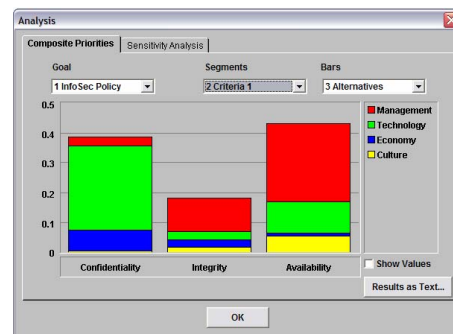 Analysis
Composite Priorities Sensitivity Analysis
Goal Segments Bars
1 InfoSec Policy 2 Criteria 1 3 Alternatives
0.5
0.4
0.3
0.2
0.1
0
Management
Technology
Economy
Culture
Confidentiality Integrity Availability
Show Values
Results as Text...
OK